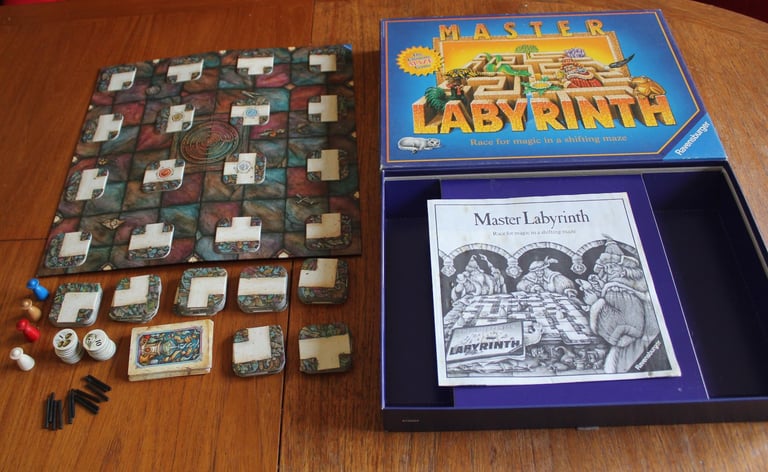 MASTER
LABYRINTH
Race for magic in a shifting maze
Ravensburger
Master Labyrinth
Race for magic in a shifting maze
LABYRINTH
Ravensburger